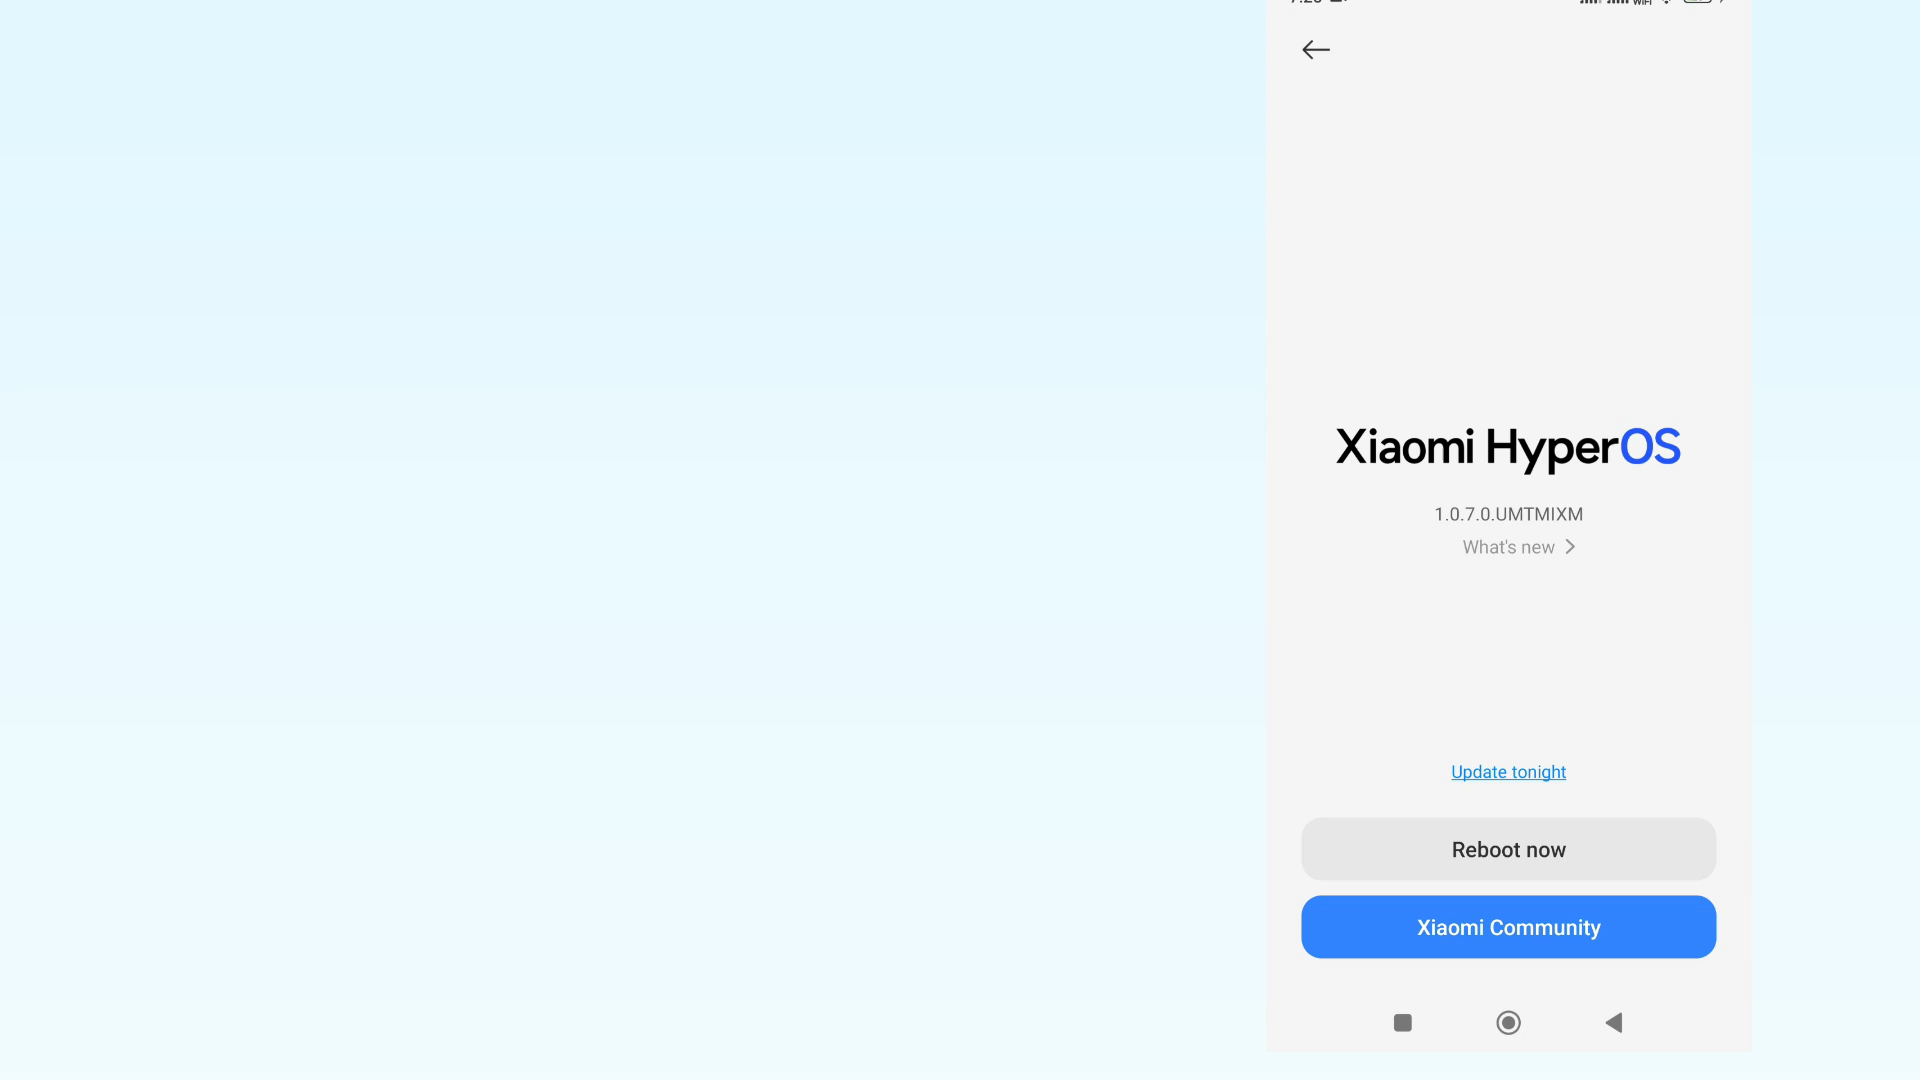 Xiaomi HyperOS
1.0.7.0.UMTMIXM
What's new
Update tonight
Reboot now
Xiaomi Community